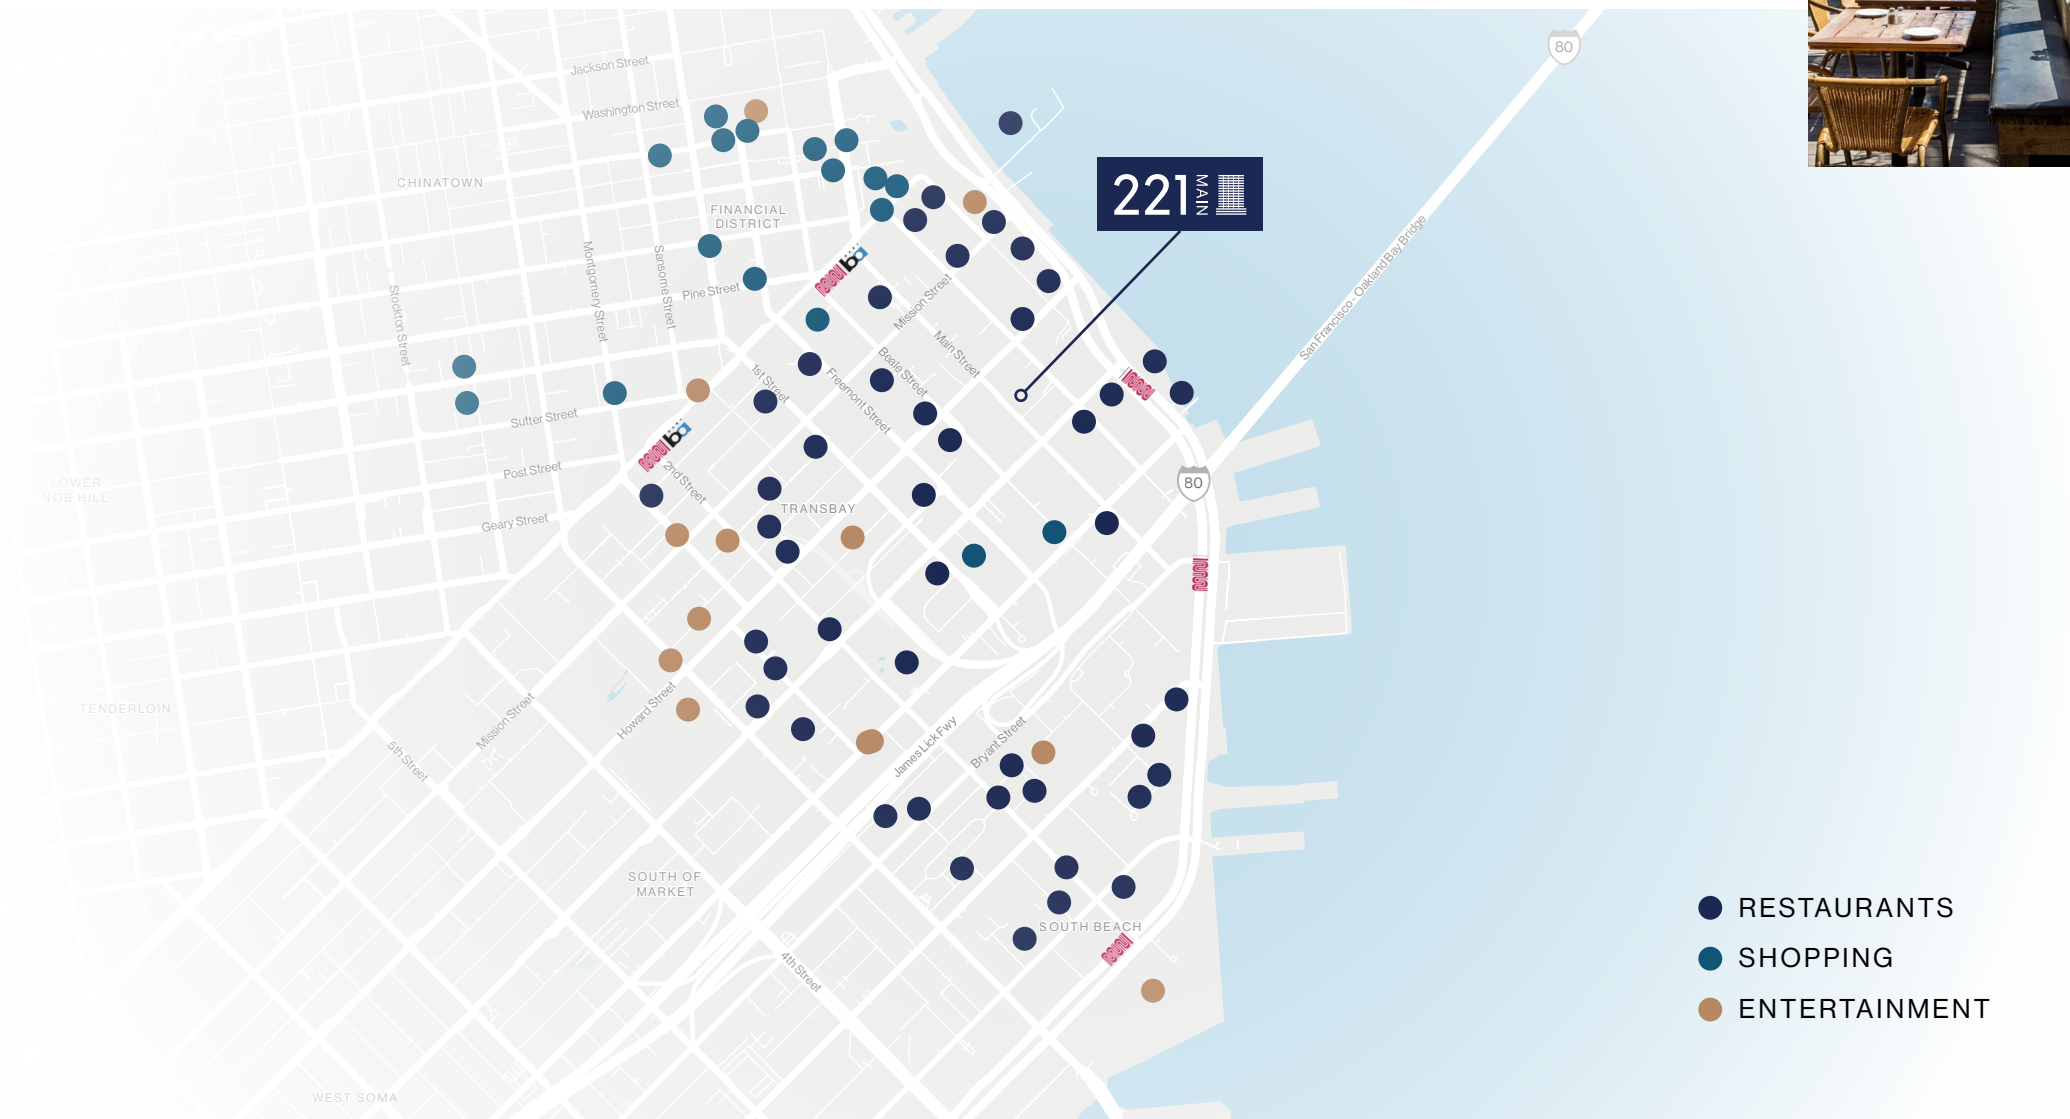 80
Jackson Street
Washington Street
CHINATOWN
FINANCIAL
DISTRICT
221 MAIN
Montgomery Street
Sansome Street
Stockton Street
Pine Street
Mission Street
Main Street
Beale Street
Freemont Street
1st Street
San Francisco - Oakland Bay Bridge
ba
Sutter Street
ba
Post Street
2nd Street
LOWER
NOB HILL
80
Geary Street
TRANSBAY
TENDERLOIN
Mission Street
Howard Street
5th Street
James Lick Fwy
Bryant Street
SOUTH OF
MARKET
SOUTH BEACH
4th Street
WEST SOMA
RESTAURANTS
SHOPPING
ENTERTAINMENT